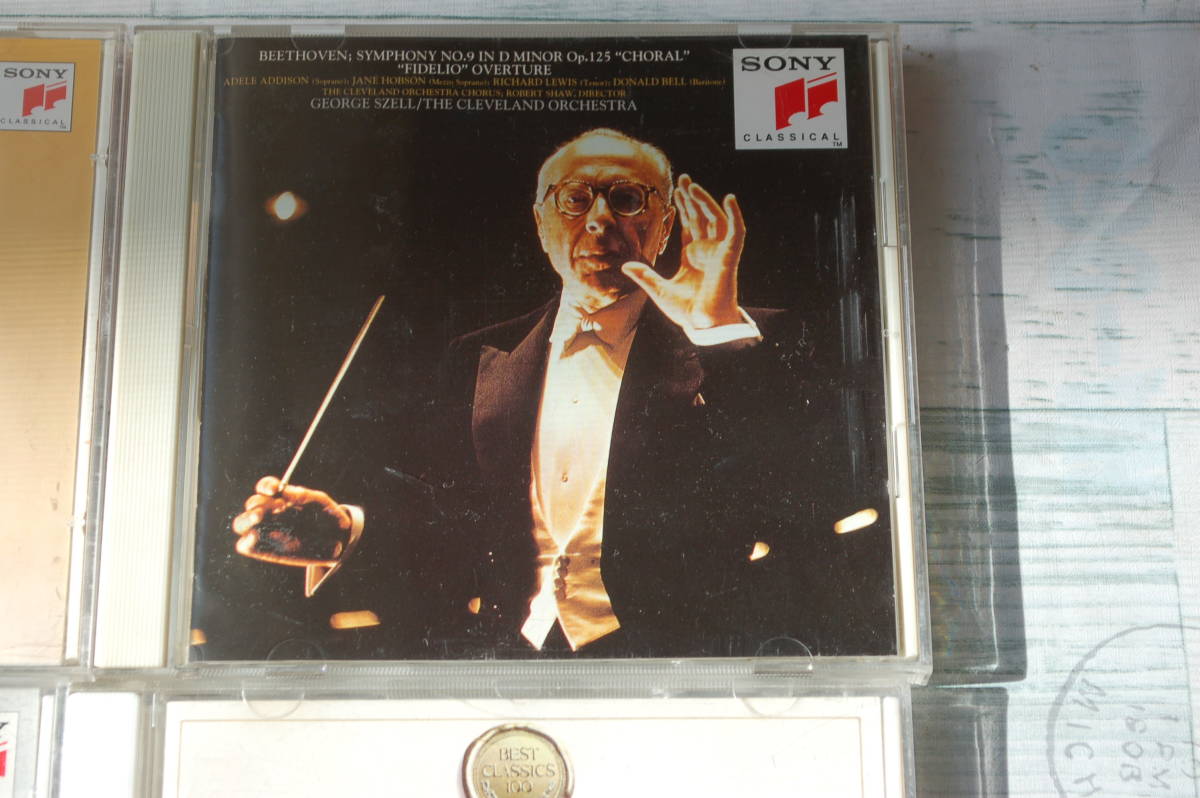 SONY
CLASSICAL™
BEETHOVEN; SYMPHONY NO.9 IN D MINOR Op.125 "CHORAL"
"FIDELIO" OVERTURE
ADELE ADDISON (Soprano); JANE HOBSON (Mezzo Soprano); RICHARD LEWIS (Tenor); DONALD BELL (Baritone)
THE CLEVELAND ORCHESTRA CHORUS; ROBERT SHAW, DIRECTOR
GEORGE SZELL/THE CLEVELAND ORCHESTRA
SONY
CLASSICAL™
BEST
CLASSICS
100